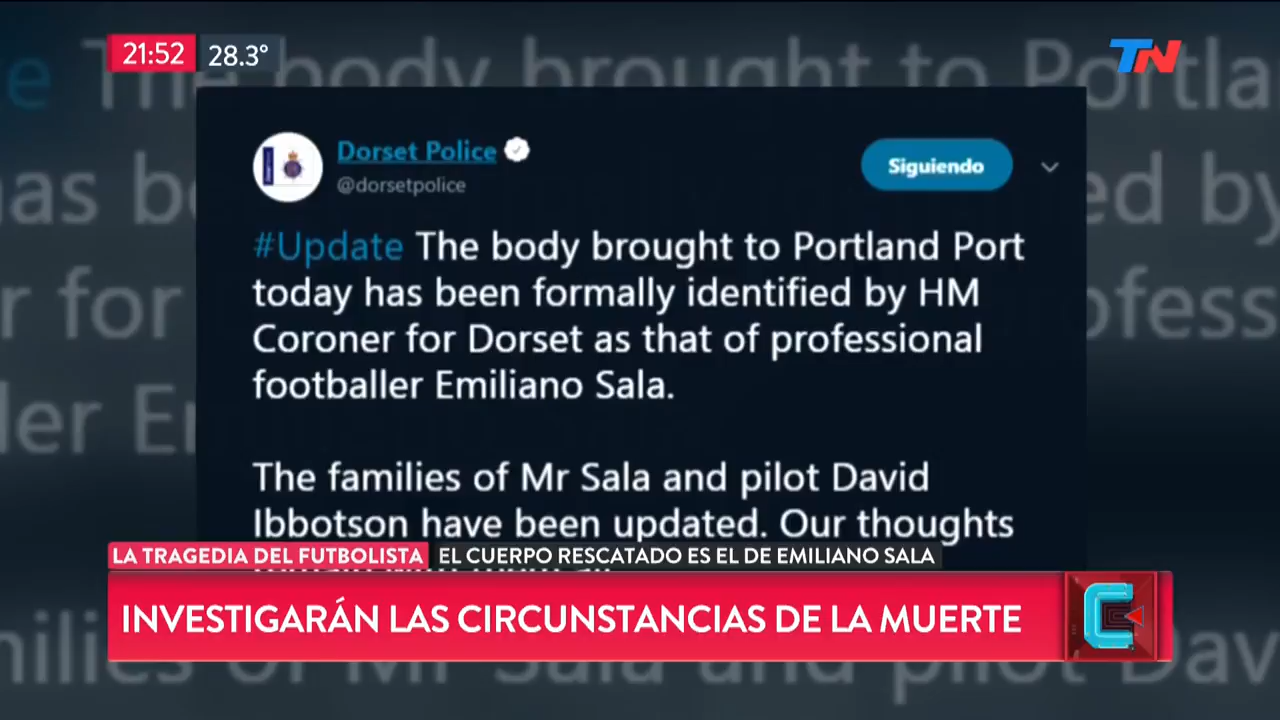 21:52 28.3°
TN
Dorset Police
@dorsetpolice
Siguiendo
#Update The body brought to Portland Port
today has been formally identified by HM
Coroner for Dorset as that of professional
footballer Emiliano Sala.
The families of Mr Sala and pilot David
Ibbotson have been updated. Our thoughts
LA TRAGEDIA DEL FUTBOLISTA EL CUERPO RESCATADO ES EL DE EMILIANO SALA
INVESTIGARÁN LAS CIRCUNSTANCIAS DE LA MUERTE